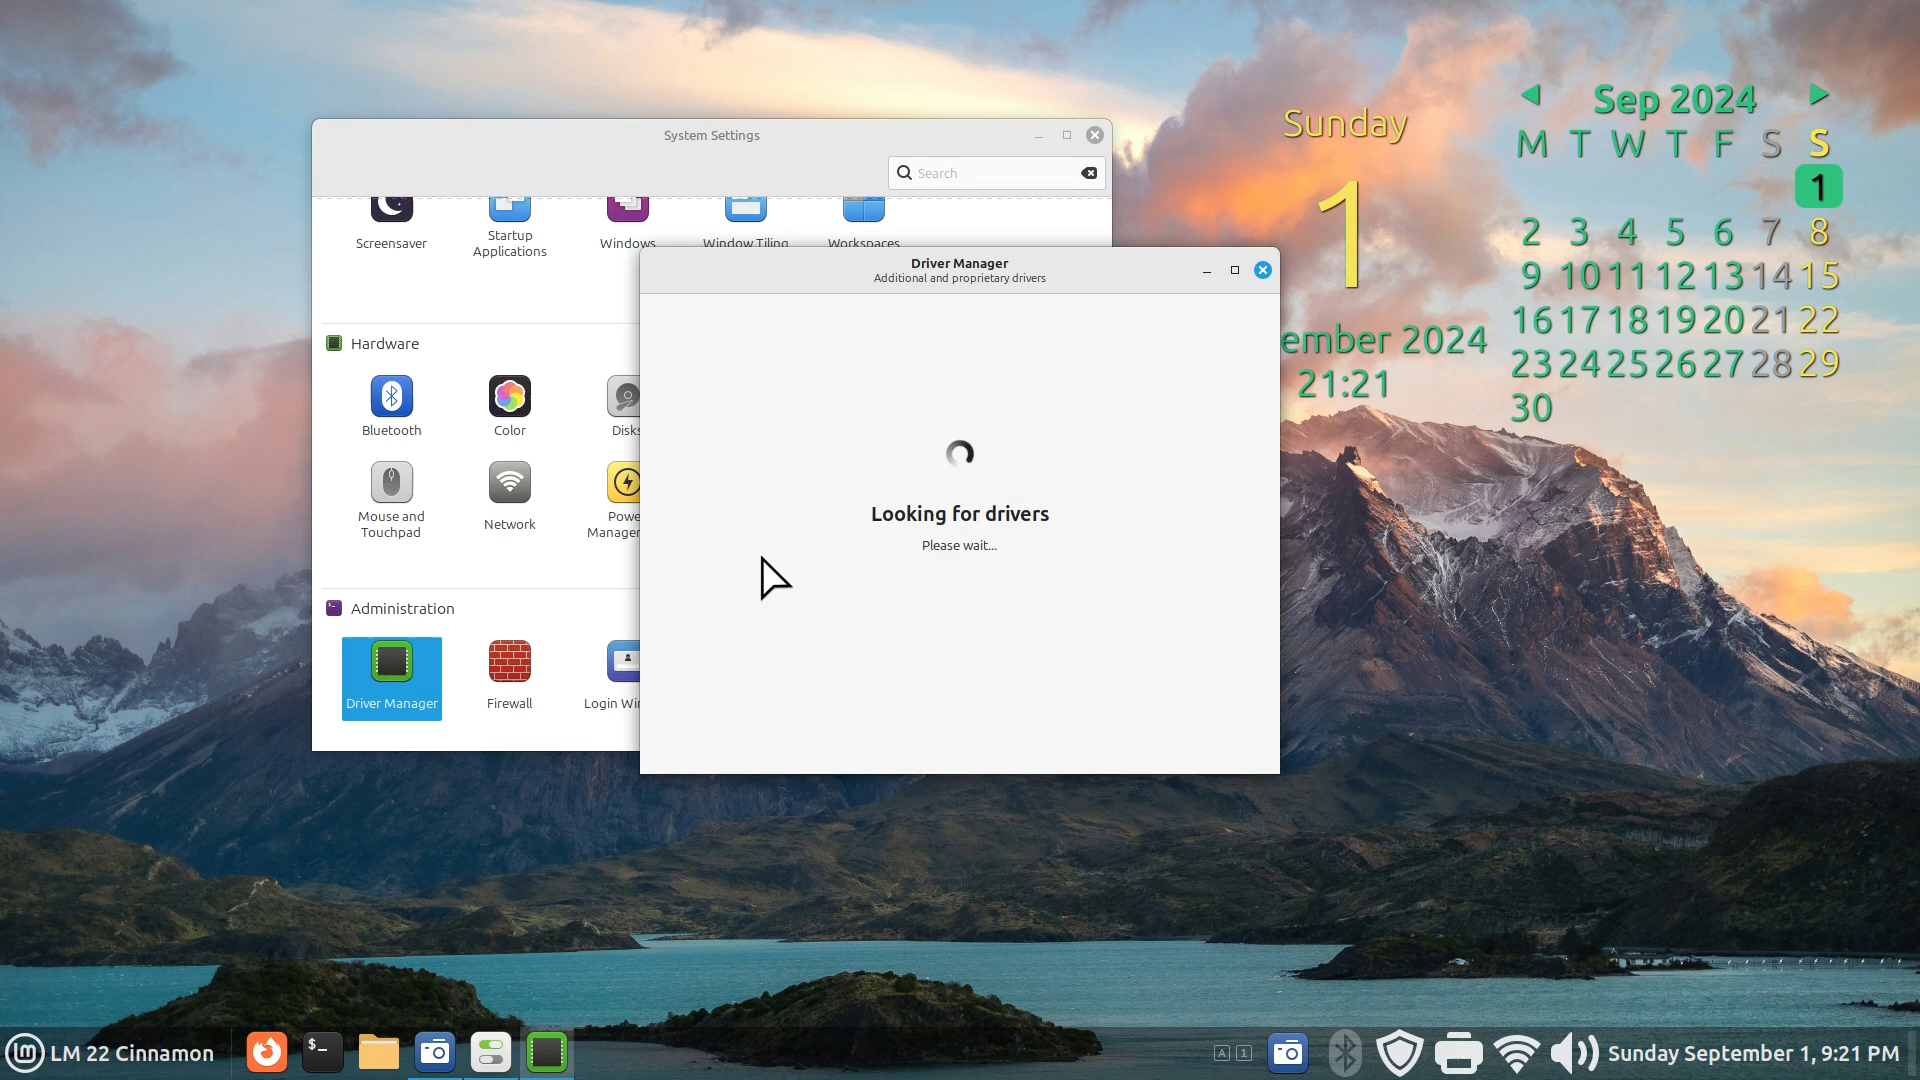 System Settings
Search
Screensaver
Startup
Applications
Windows
Window Tiling
Workspaces
Hardware
Bluetooth
Color
Disks
Mouse and
Touchpad
Network
Powe
Manager
Administration
Driver Manager
Firewall
Login Wi
Driver Manager
Additional and proprietary drivers
Looking for drivers
Please wait...
Sunday
1
ember 2024
21:21
Sep 2024
M T W T F S S
1
2 3 4 5 6 7 8
9 10 11 12 13 14 15
16 17 18 19 20 21 22
23 24 25 26 27 28 29
30
LM 22 Cinnamon
$-
A 1
Sunday September 1, 9:21 PM